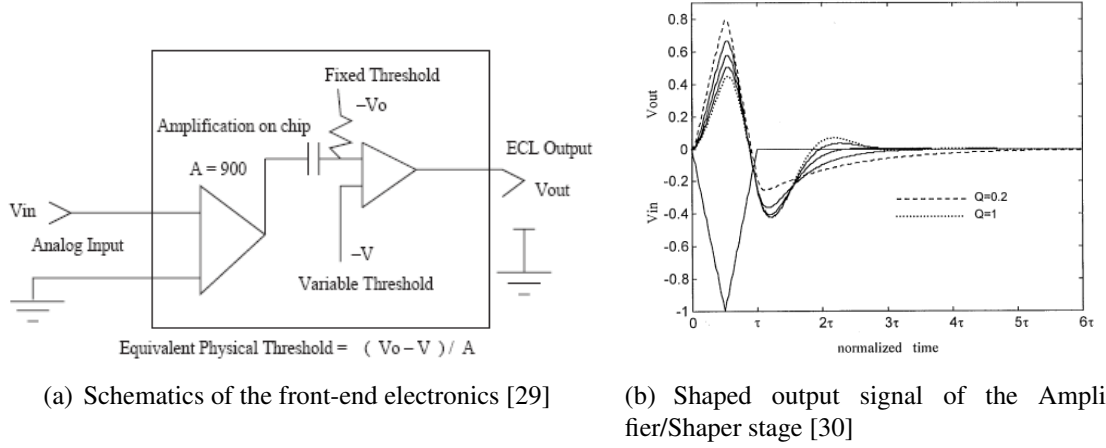 Fixed Threshold
–Vo
Amplification on chip
A = 900
ECL Output
Vin
Vout
Analog Input
–V
Variable Threshold
Equivalent Physical Threshold = ( Vo – V ) / A
(a) Schematics of the front-end electronics [29]
0.8
0.6
0.4
0.2
0
-0.2
-0.4
-0.6
-0.8
-1
Vout
Vin
Q=0.2
Q=1
0 τ 2τ 3τ 4τ 5τ 6τ
normalized time
(b) Shaped output signal of the Ampli
fier/Shaper stage [30]